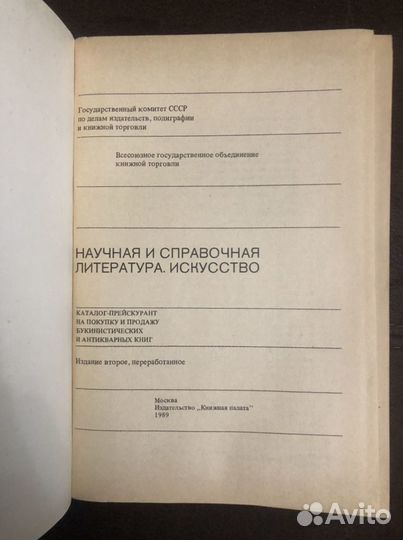 Государственный комитет СССР
по делам издательств, полиграфии
и книжной торговли
Всесоюзное государственное объединение
книжной торговли
НАУЧНАЯ И СПРАВОЧНАЯ
ЛИТЕРАТУРА. ИСКУССТВО
КАТАЛОГ-ПРЕЙСКУРАНТ
НА ПОКУПКУ И ПРОДАЖУ
БУКИНИСТИЧЕСКИХ
И АНТИКВАРНЫХ КНИГ
Издание второе, переработанное
Москва
Издательство „Книжная палата"
1989
Avito